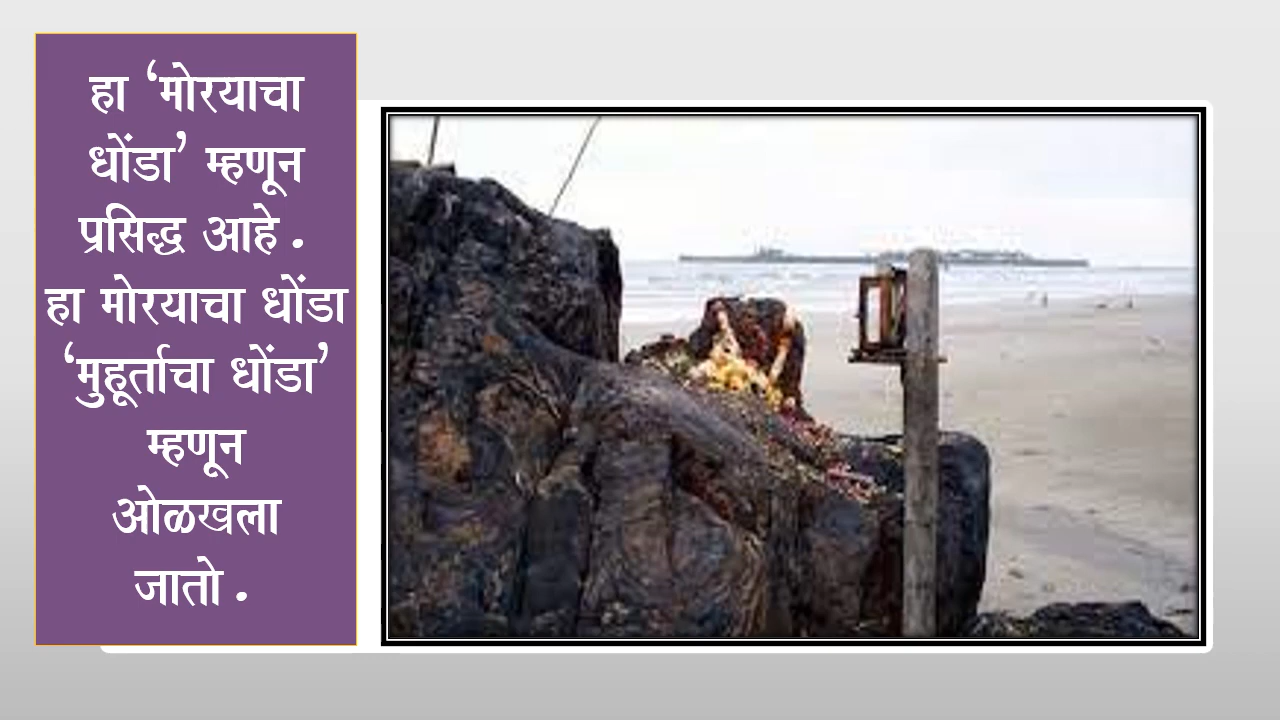 हा ‘मोरयाचा
धोंडा’ म्हणून
प्रसिद्ध आहे.
हा मोरयाचा धोंडा
‘मुहूर्ताचा धोंडा’
म्हणून
ओळखला
जातो.